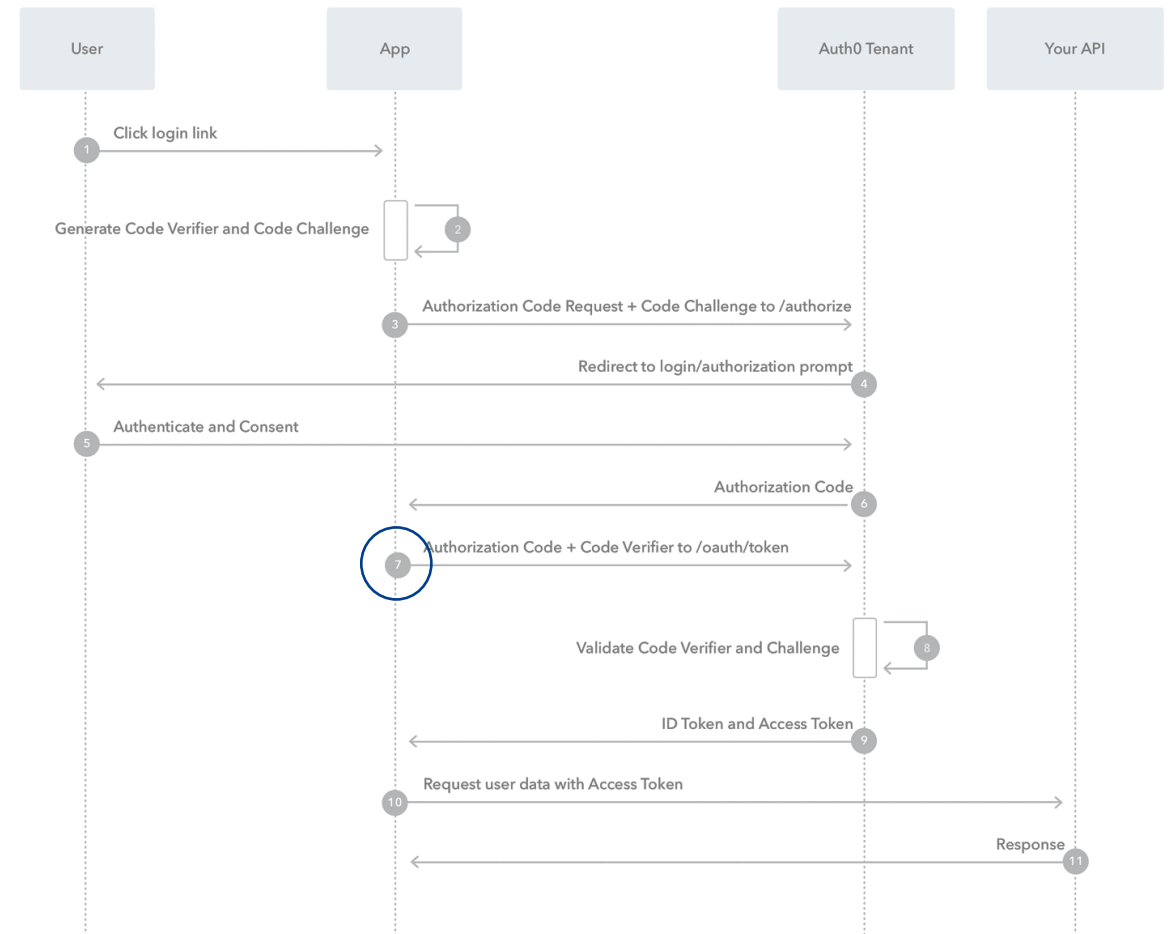 User
App
Auth0 Tenant
Your API
Click login link
1
Generate Code Verifier and Code Challenge
2
Authorization Code Request + Code Challenge to /authorize
3
Redirect to login/authorization prompt
4
Authenticate and Consent
5
Authorization Code
6
Authorization Code + Code Verifier to /oauth/token
7
Validate Code Verifier and Challenge
8
ID Token and Access Token
9
Request user data with Access Token
10
Response
11